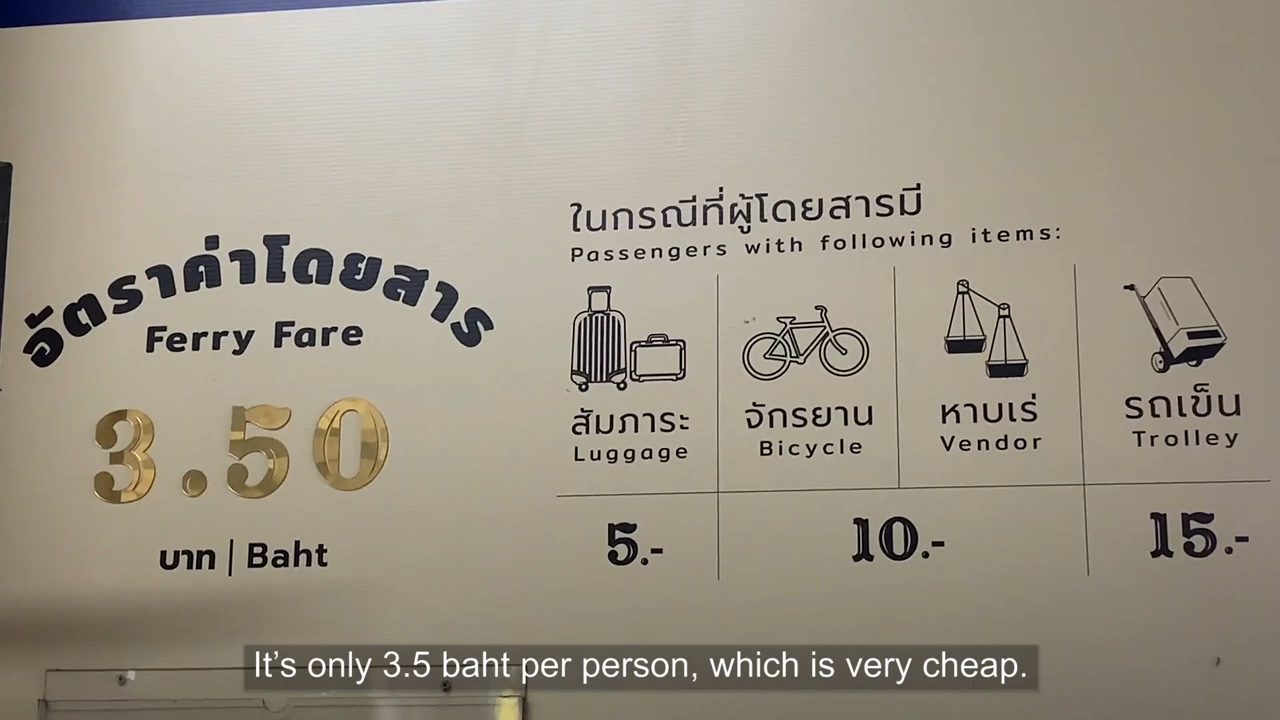 อัตราค่าโดยสาร
Ferry Fare
3.50
บาท | Baht
ในกรณีที่ผู้โดยสารมี
Passengers with following items:
สัมภาระ
Luggage
จักรยาน
Bicycle
หาบเร่
Vendor
รถเข็น
Trolley
5.-
10.-
15.-
It's only 3.5 baht per person, which is very cheap.